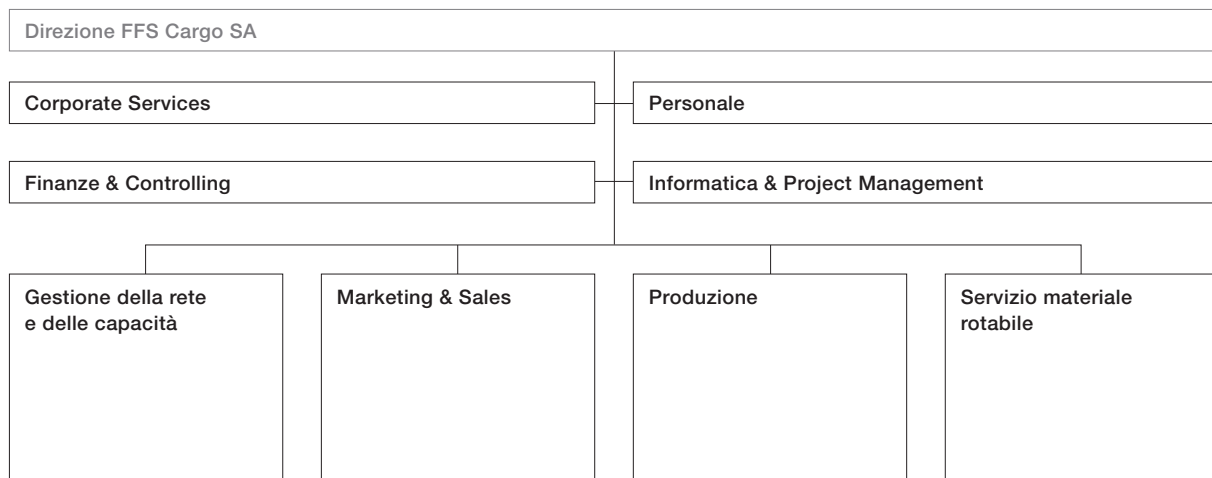 Direzione FFS Cargo SA
Corporate Services
Personale
Finanze & Controlling
Informatica & Project Management
Gestione della rete
e delle capacità
Marketing & Sales
Produzione
Servizio materiale
rotabile